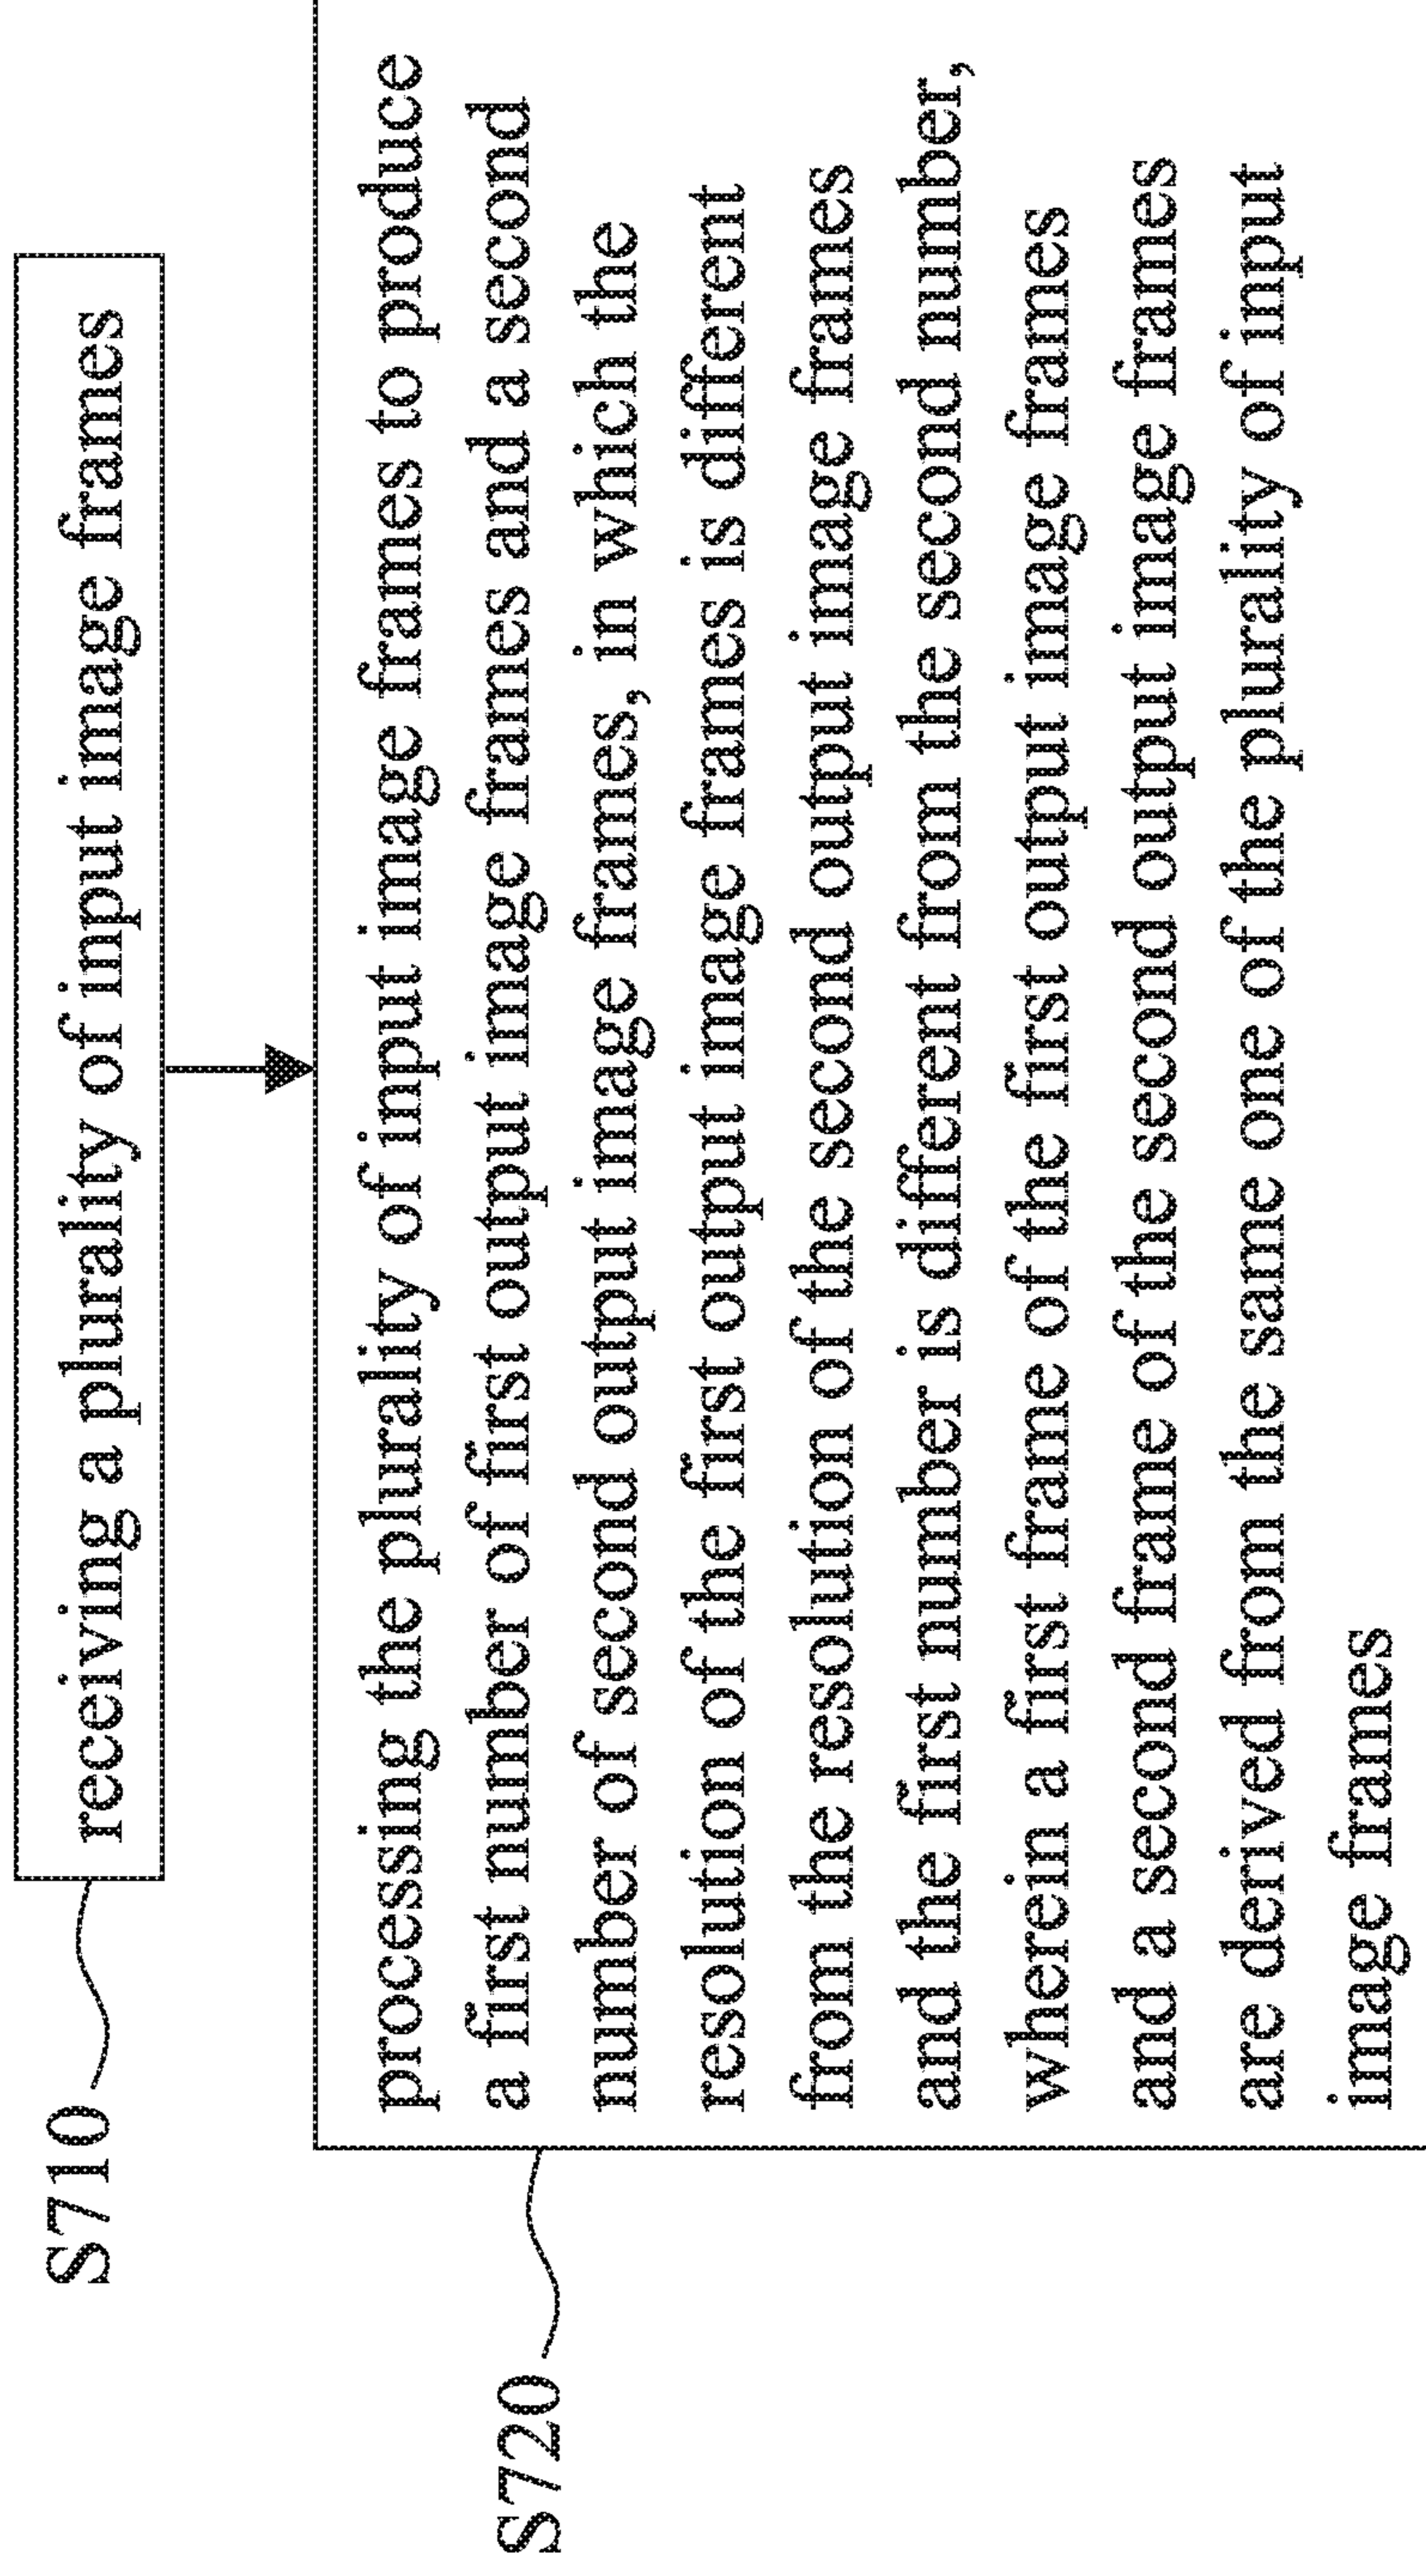 S710
receiving a plurality of input image frames
S720
processing the plurality of input image frames to produce
a first number of first output image frames and a second
number of second output image frames, in which the
resolution of the first output image frames is different
from the resolution of the second output image frames
and the first number is different from the second number,
wherein a first frame of the first output image frames
and a second frame of the second output image frames
are derived from the same one of the plurality of input
image frames